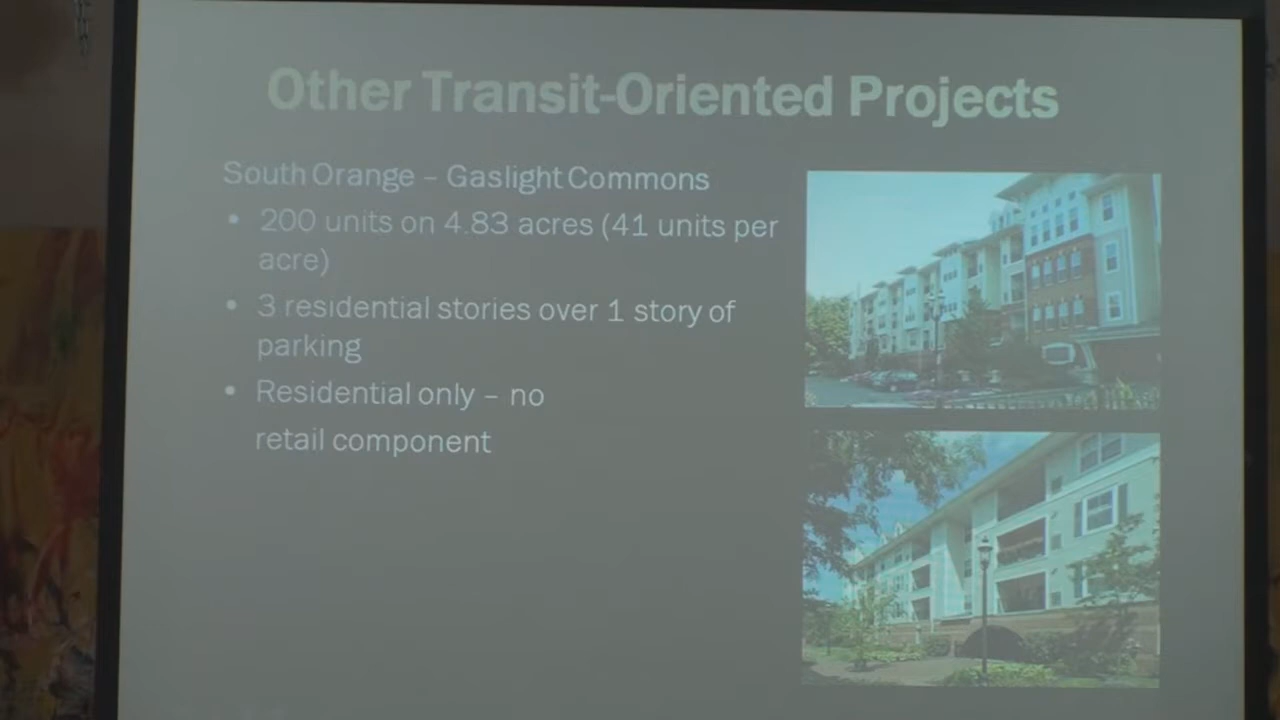 Other Transit-Oriented Projects
South Orange – Gaslight Commons
• 200 units on 4.83 acres (41 units per
acre)
• 3 residential stories over 1 story of
parking
• Residential only – no
retail component